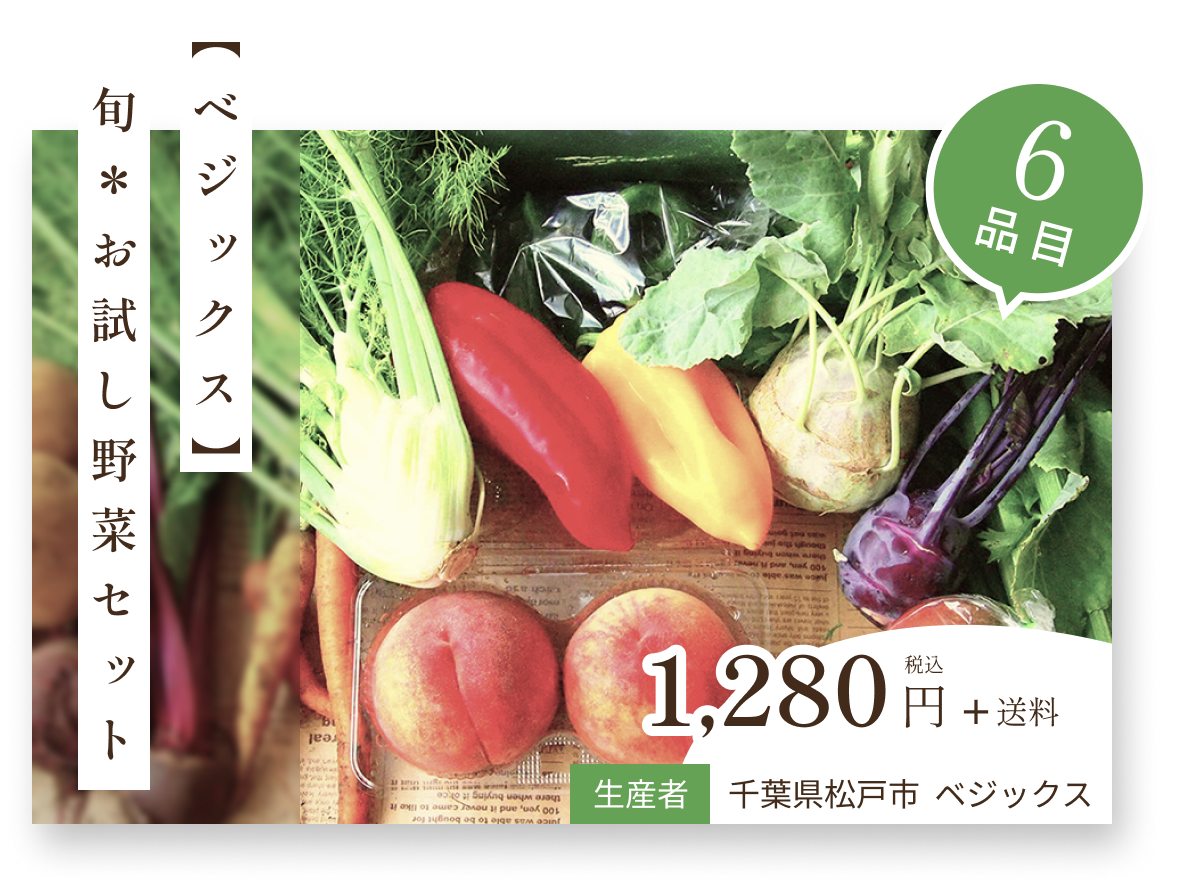 【ベジックス】
旬＊お試し野菜セット
6
品目
1,280円 税込 +送料
生産者 千葉県松戸市 ベジックス